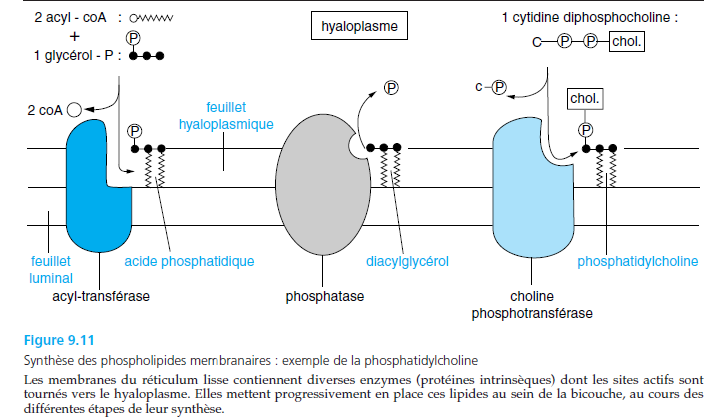 2 acyl - coA :
+
1 glycérol - P :
P
hyaloplasme
1 cytidine diphosphocholine :
C P P chol.
2 coA
P
feuillet
hyaloplasmique
P
c-P
chol.
P
feuillet
luminal
acide phosphatidique
diacylglycérol
phosphatidylcholine
acyl-transférase
phosphatase
choline
phosphotransférase
Figure 9.11
Synthèse des phospholipides membranaires : exemple de la phosphatidylcholine
Les membranes du réticulum lisse contiennent diverses enzymes (protéines intrinsèques) dont les sites actifs sont
tournés vers le hyaloplasme. Elles mettent progressivement en place ces lipides au sein de la bicouche, au cours des
différentes étapes de leur synthèse.